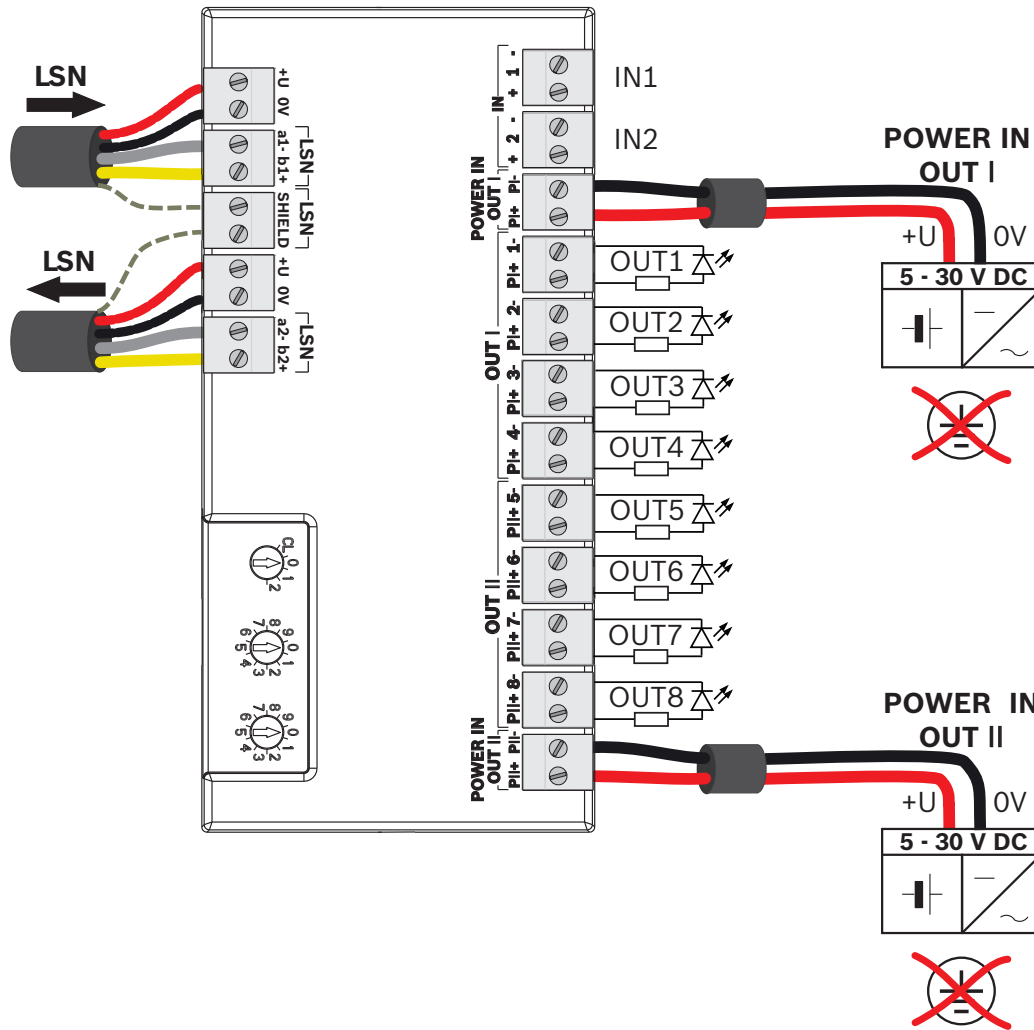 LSN
+U 0V
a1- b1+
LSN
SHIELD
LSN
LSN
+U 0V
a2- b2+
LSN
CL 0 1 2
0 1 2 3 4 5 6 7 8 9
0 1 2 3 4 5 6 7 8 9
+ 1 -
+ 2 -
IN
IN1
IN2
POWER IN
OUT I
PI+ PI-
OUT I
PI+ 1-
PI+ 2-
PI+ 3-
PI+ 4-
OUT II
PII+ 5-
PII+ 6-
PII+ 7-
PII+ 8-
POWER IN
OUT II
PII+ PII-
OUT1
OUT2
OUT3
OUT4
OUT5
OUT6
OUT7
OUT8
POWER IN
OUT I
+U 0V
5 - 30 V DC
POWER IN
OUT II
+U 0V
5 - 30 V DC